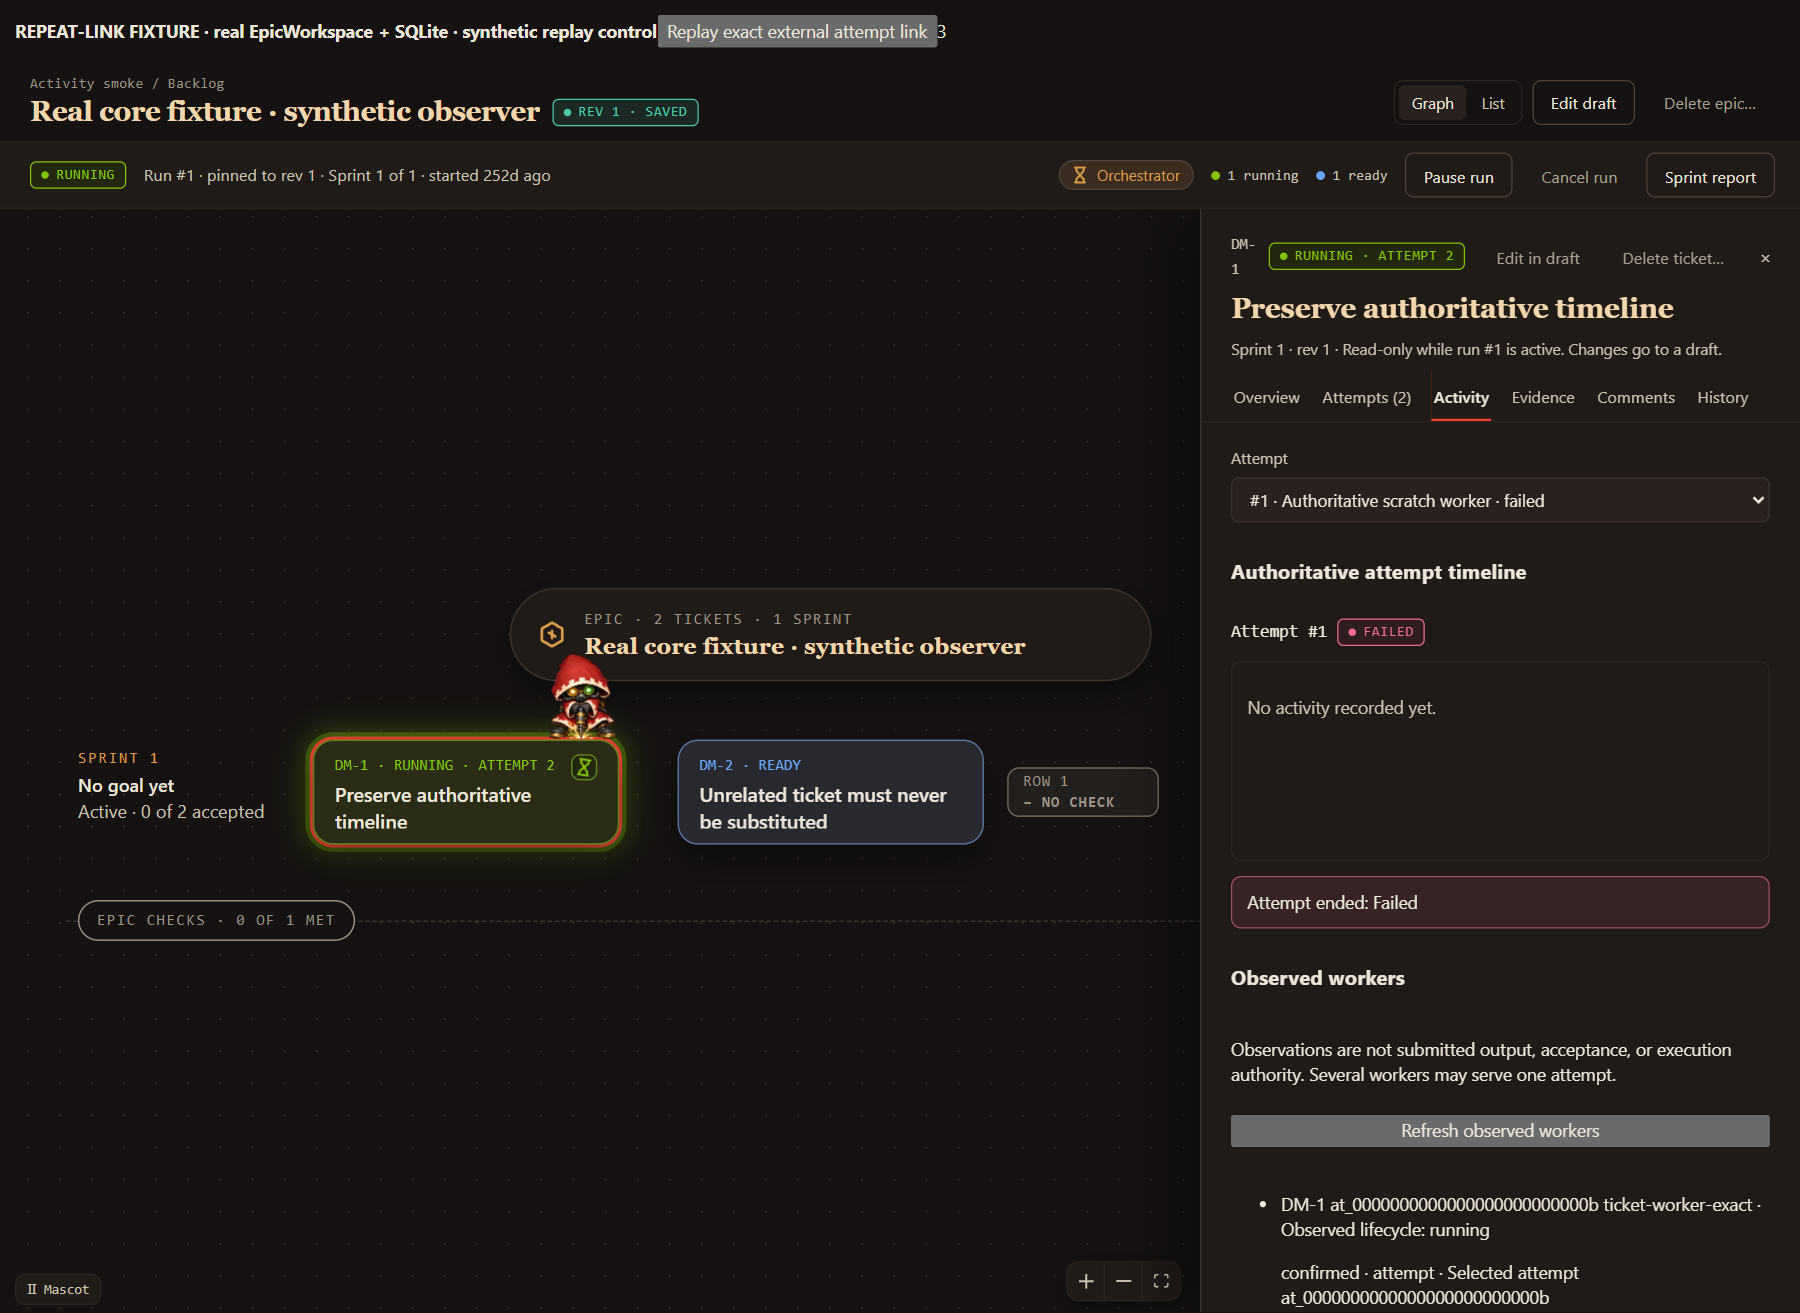 REPEAT-LINK FIXTURE · real EpicWorkspace + SQLite · synthetic replay control Replay exact external attempt link 3
Activity smoke / Backlog
Real core fixture · synthetic observer REV 1 · SAVED
Graph List Edit draft Delete epic...
RUNNING Run #1 · pinned to rev 1 · Sprint 1 of 1 · started 252d ago
Orchestrator 1 running 1 ready Pause run Cancel run Sprint report
EPIC · 2 TICKETS · 1 SPRINT
Real core fixture · synthetic observer
SPRINT 1
No goal yet
Active · 0 of 2 accepted
DM-1 · RUNNING · ATTEMPT 2
Preserve authoritative
timeline
DM-2 · READY
Unrelated ticket must never
be substituted
ROW 1
– NO CHECK
EPIC CHECKS · 0 OF 1 MET
Mascot
DM-
1
RUNNING · ATTEMPT 2 Edit in draft Delete ticket... ×
Preserve authoritative timeline
Sprint 1 · rev 1 · Read-only while run #1 is active. Changes go to a draft.
Overview Attempts (2) Activity Evidence Comments History
Attempt
#1 · Authoritative scratch worker · failed
Authoritative attempt timeline
Attempt #1 FAILED
No activity recorded yet.
Attempt ended: Failed
Observed workers
Observations are not submitted output, acceptance, or execution
authority. Several workers may serve one attempt.
Refresh observed workers
• DM-1 at_0000000000000000000000000b ticket-worker-exact ·
Observed lifecycle: running
confirmed · attempt · Selected attempt
at_0000000000000000000000000b